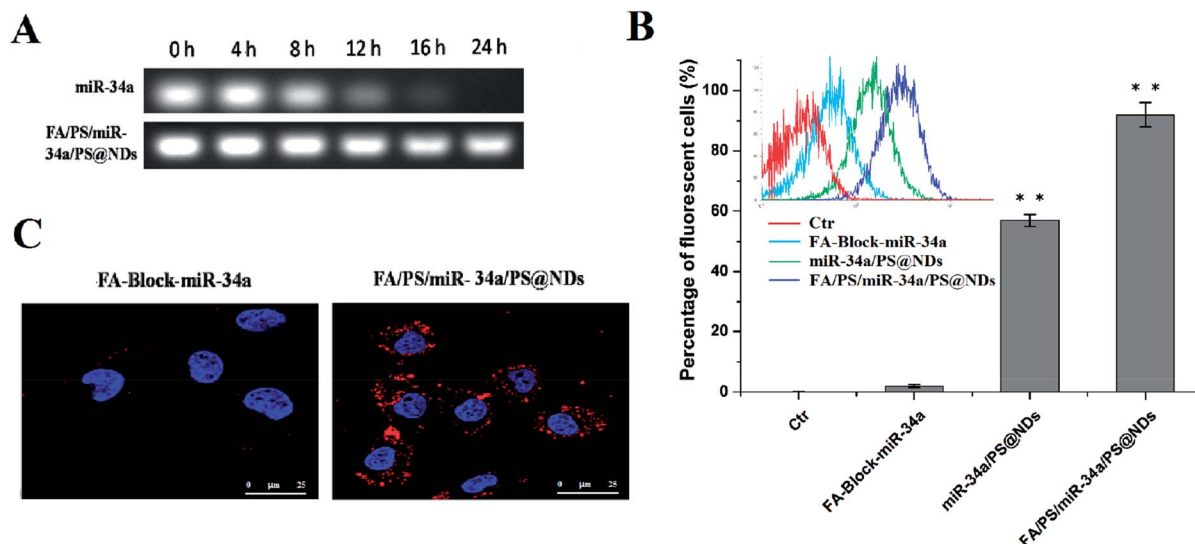 A
0 h 4 h 8 h 12 h 16 h 24 h
miR-34a
FA/PS/miR-
34a/PS@NDs
C
FA-Block-miR-34a
FA/PS/miR- 34a/PS@NDs
0 μm 25
0 μm 25
B
Percentage of fluorescent cells (%)
100
80
60
40
20
0
Ctr
FA-Block-miR-34a
miR-34a/PS@NDs
FA/PS/miR-34a/PS@NDs
* *
* *
Ctr
FA-Block-miR-34a
miR-34a/PS@NDs
FA/PS/miR-34a/PS@NDs